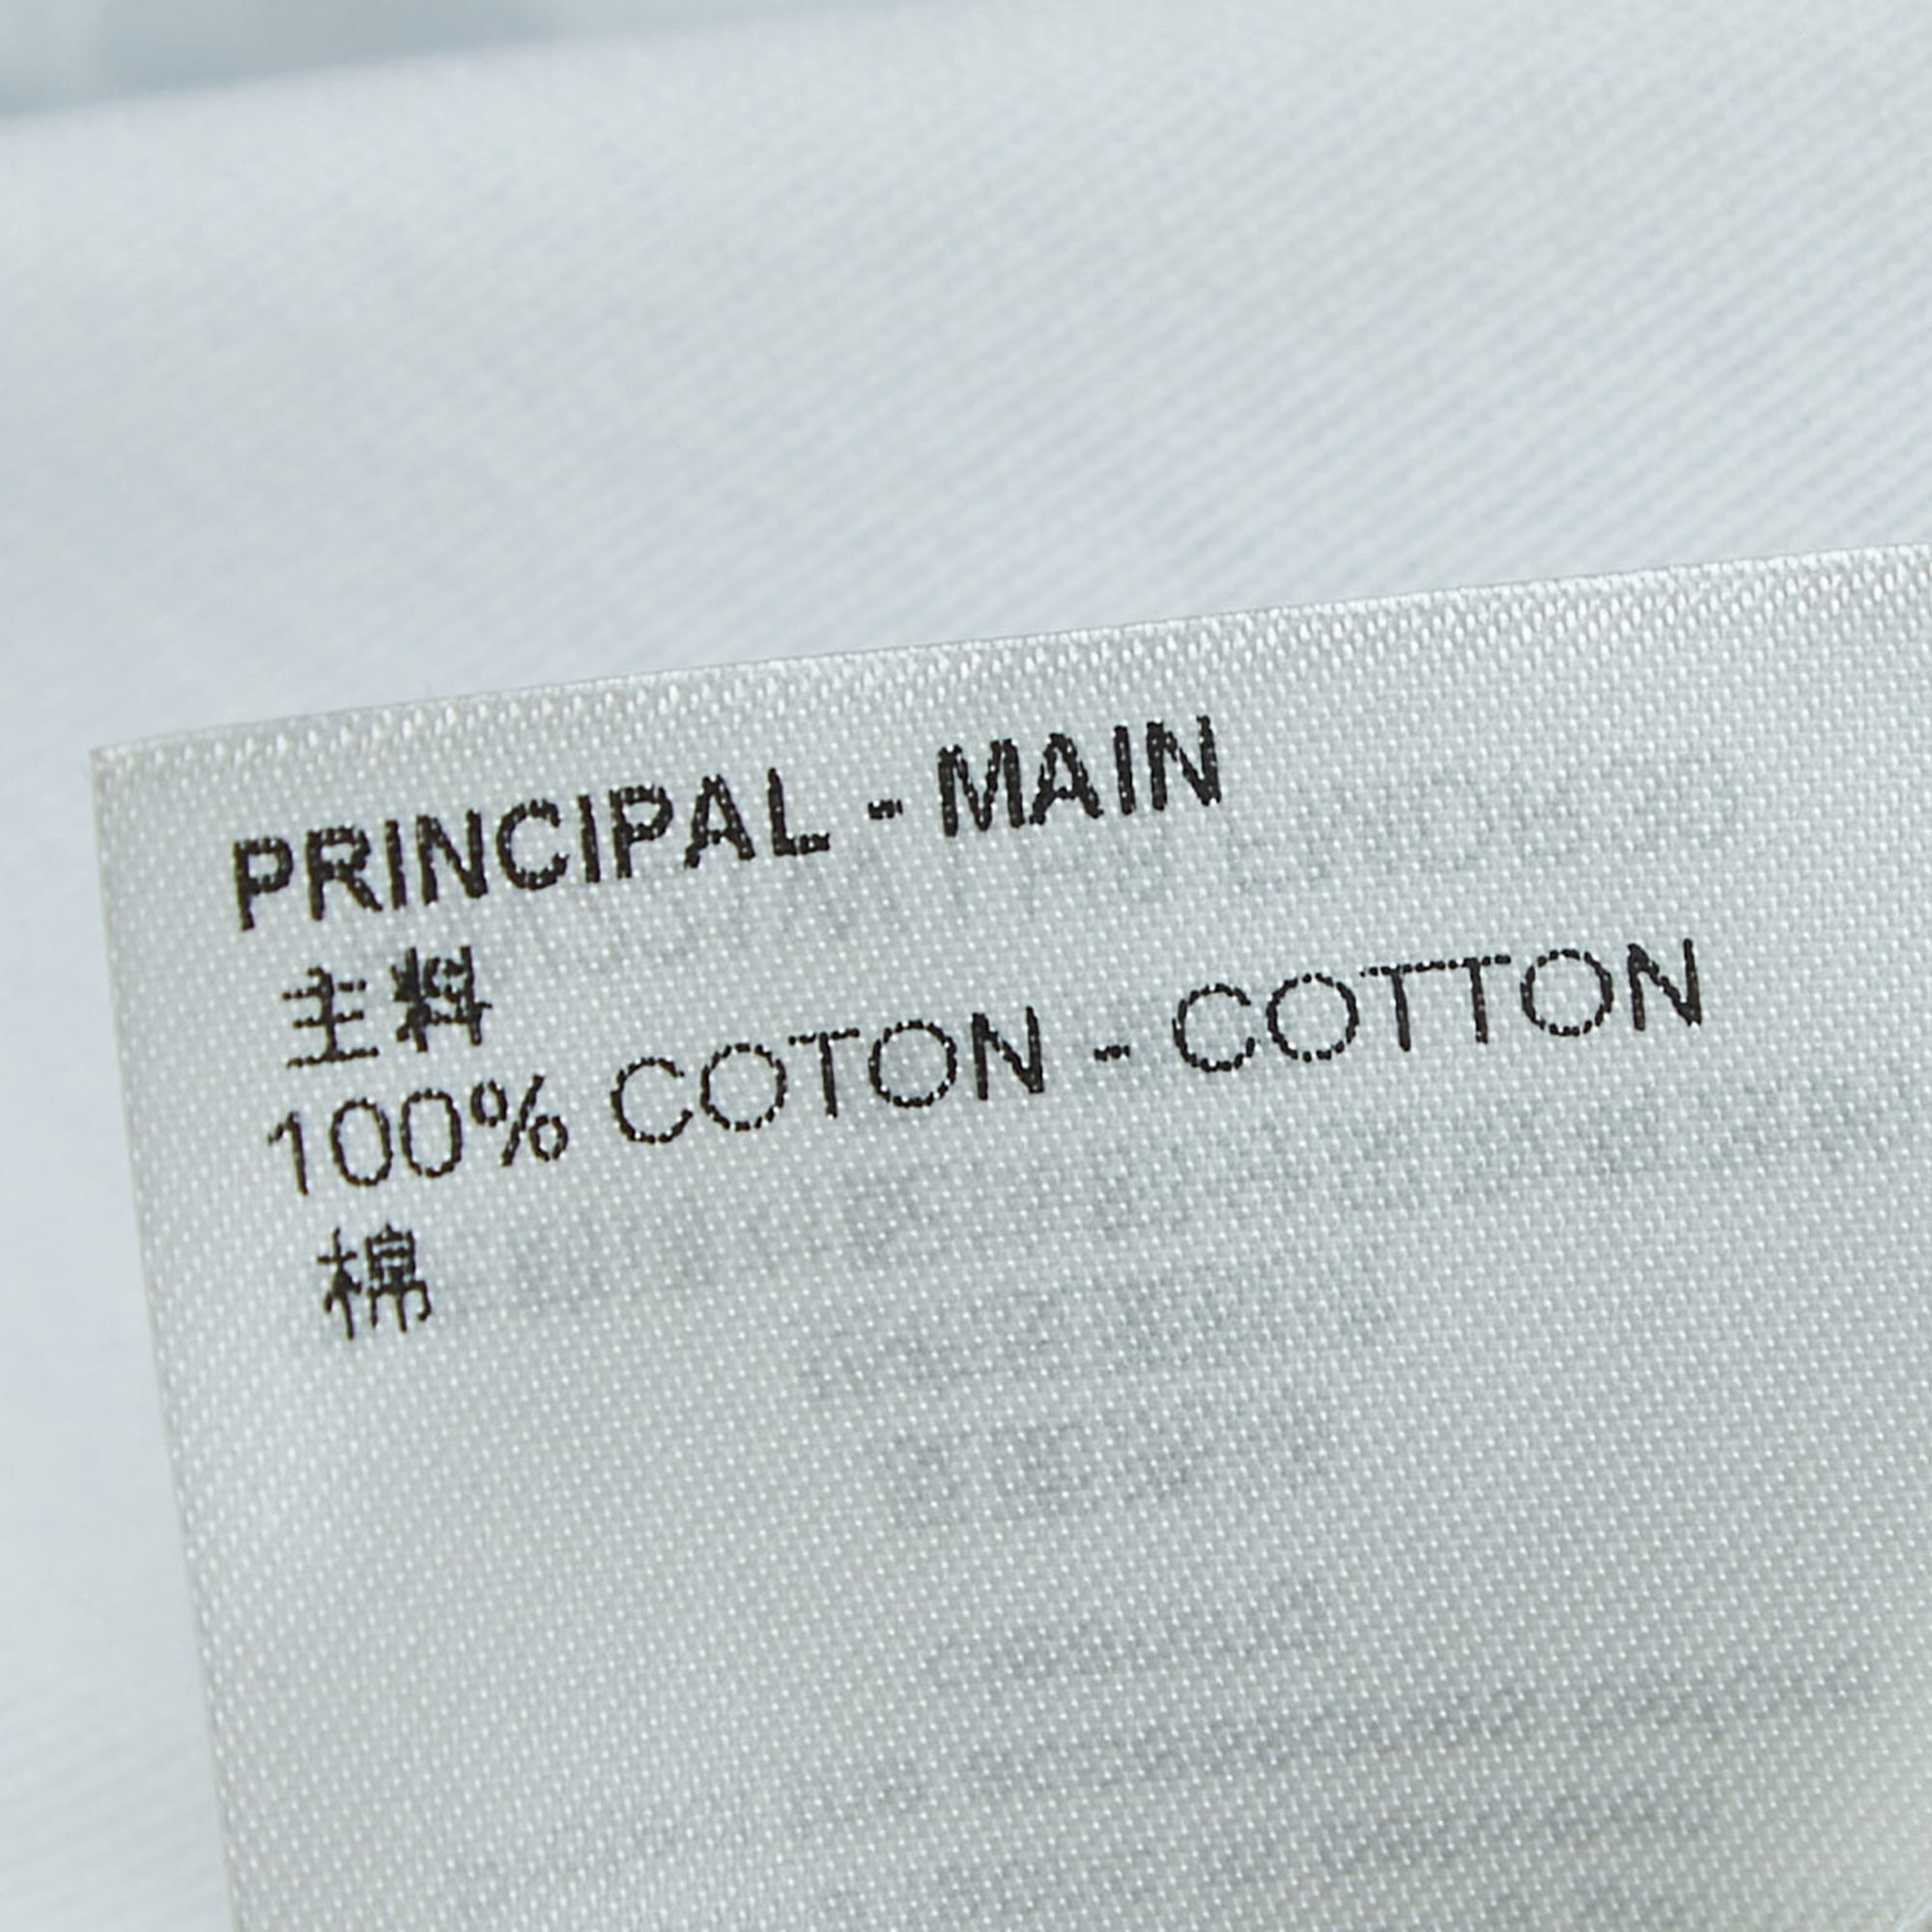 PRINCIPAL - MAIN
主料
100% COTON - COTTON
棉